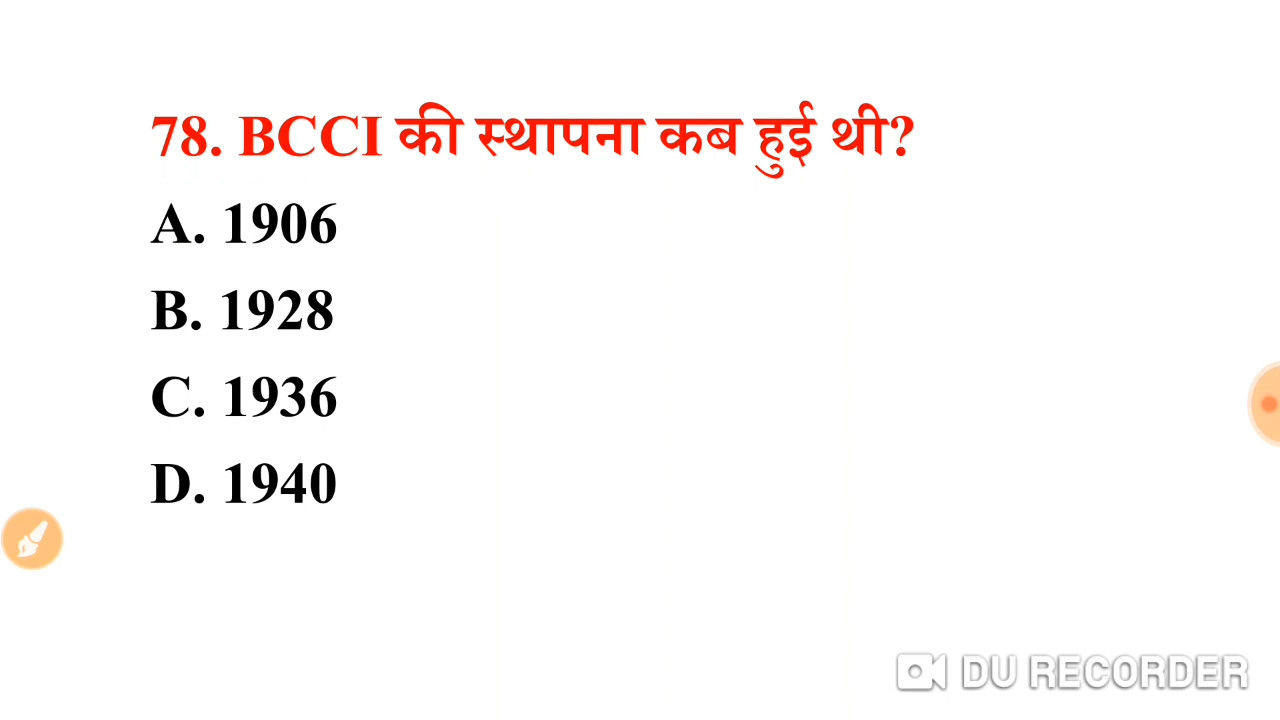 78. BCCI की स्थापना कब हुई थी?
A. 1906
B. 1928
C. 1936
D. 1940
DU RECORDER